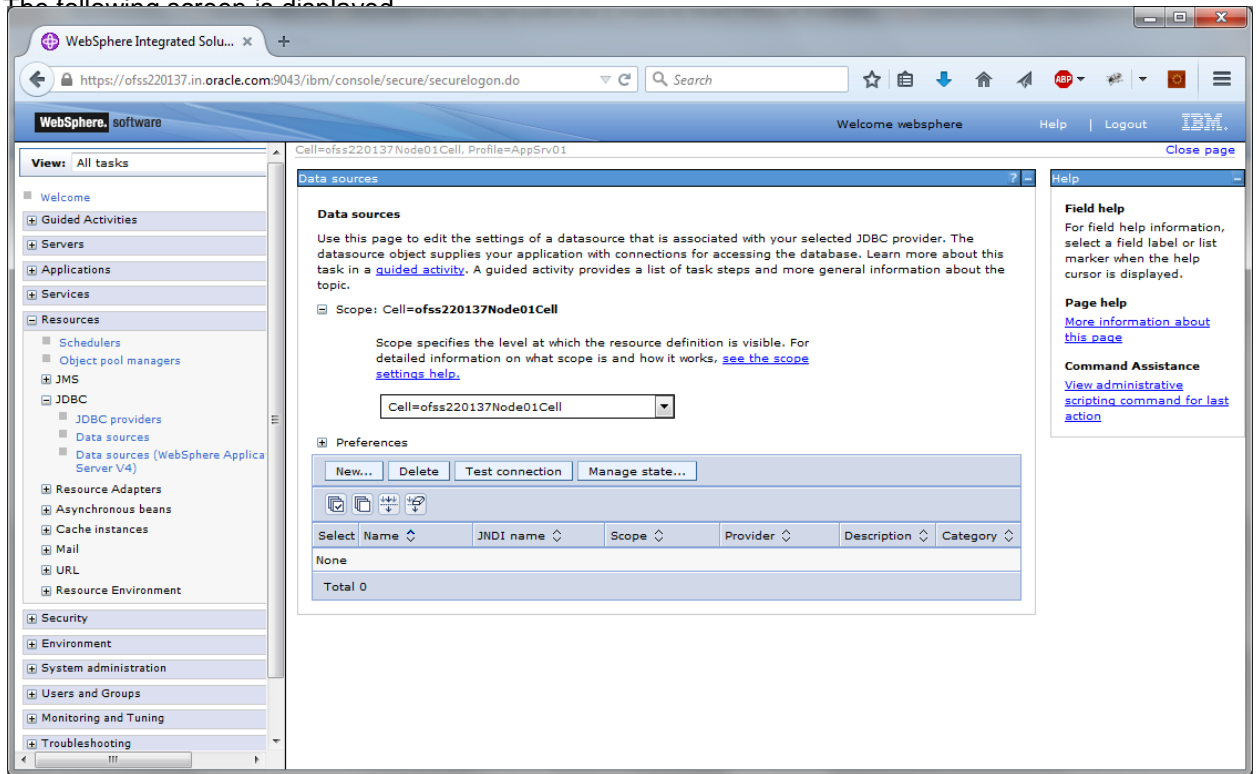 The following screen is displayed
WebSphere Integrated Solu... ×
https://ofss220137.in.oracle.com:9043/ibm/console/secure/securelogon.do
Search
ABP
WebSphere. software
Welcome websphere
Help | Logout
IBM.
View: All tasks
Welcome
Guided Activities
Servers
Applications
Services
Resources
Schedulers
Object pool managers
JMS
JDBC
JDBC providers
Data sources
Data sources (WebSphere Applica
Server V4)
Resource Adapters
Asynchronous beans
Cache instances
Mail
URL
Resource Environment
Security
Environment
System administration
Users and Groups
Monitoring and Tuning
Troubleshooting
Cell=ofss220137Node01Cell, Profile=AppSrv01
Close page
Data sources ? –
Data sources
Use this page to edit the settings of a datasource that is associated with your selected JDBC provider. The
datasource object supplies your application with connections for accessing the database. Learn more about this
task in a guided activity. A guided activity provides a list of task steps and more general information about the
topic.
Scope: Cell=ofss220137Node01Cell
Scope specifies the level at which the resource definition is visible. For
detailed information on what scope is and how it works, see the scope
settings help.
Cell=ofss220137Node01Cell
Preferences
New... Delete Test connection Manage state...
Select Name JNDI name Scope Provider Description Category
None
Total 0
Help –
Field help
For field help information,
select a field label or list
marker when the help
cursor is displayed.
Page help
More information about
this page
Command Assistance
View administrative
scripting command for last
action